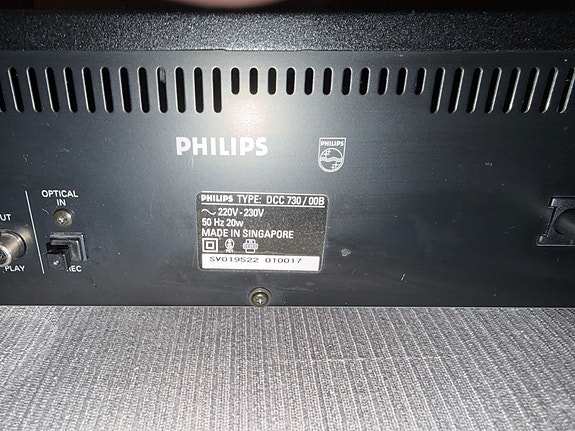 PHILIPS
PHILIPS
OPTICAL
IN
UT
PLAY
REC
PHILIPS TYPE: DCC 730/00B
~ 220V-230V
50 Hz 20w
MADE IN SINGAPORE
SV019522 010017